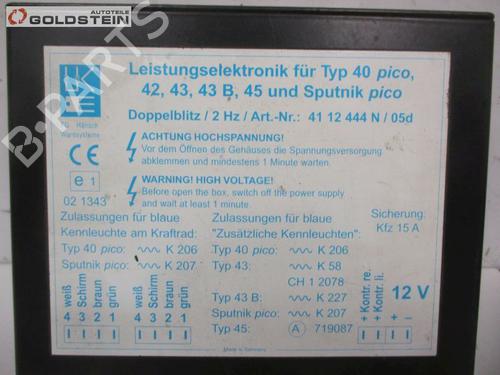 AUTOTEILE
GOLDSTEIN
B-PARTS
Hänsch
Warnsysteme
Leistungselektronik für Typ 40 pico,
42, 43, 43 B, 45 und Sputnik pico
Doppelblitz / 2 Hz / Art.-Nr.: 41 12 444 N / 05d
ACHTUNG HOCHSPANNUNG!
Vor dem Öffnen des Gehäuses die Spannungsversorgung
abklemmen und mindestens 1 Minute warten.
CE
e 1
02 1343
WARNING! HIGH VOLTAGE!
Before open the box, switch off the power supply
and wait at least 1 minute.
Zulassungen für blaue
Kennleuchte am Kraftrad:
Typ 40 pico: K 206
Sputnik pico: K 207
Zulassungen für blaue
"Zusätzliche Kennleuchten":
Typ 40 pico: K 206
Typ 43: K 58
CH 1 2078
Typ 43 B: K 227
Sputnik pico: K 207
Typ 45: A 719087
Sicherung:
Kfz 15 A
weiß
Schirm
braun
grün
4 3 2 1
weiß
Schirm
braun
grün
4 3 2 1
+ Kontr. re.
+ Kontr. li.
12 V
+ −
Made in Germany